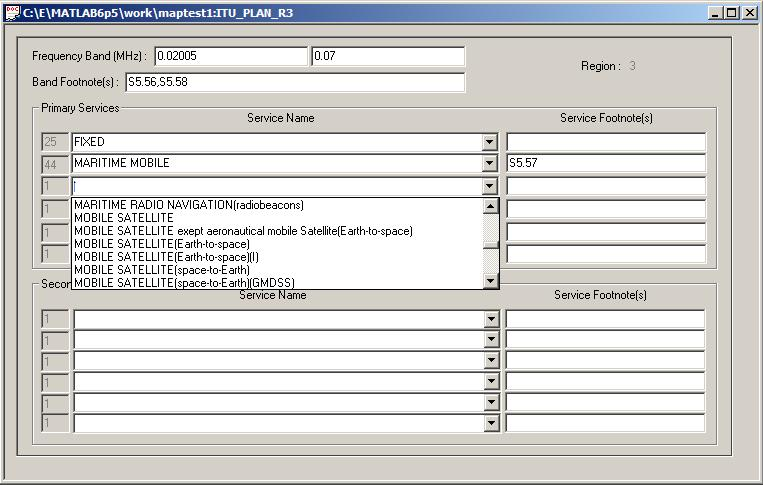 C:\E\MATLAB6p5\work\maptest1:ITU_PLAN_R3
Frequency Band (MHz) : 0.02005 0.07
Region : 3
Band Footnote(s) : S5.56,S5.58
Primary Services
Service Name Service Footnote(s)
25 FIXED
44 MARITIME MOBILE S5.57
1
MARITIME RADIO NAVIGATION(radiobeacons)
1 MOBILE SATELLITE
MOBILE SATELLITE exept aeronautical mobile Satellite(Earth-to-space)
1 MOBILE SATELLITE(Earth-to-space)
1 MOBILE SATELLITE(Earth-to-space)(I)
MOBILE SATELLITE(space-to-Earth)
MOBILE SATELLITE(space-to-Earth)(GMDSS)
Secon
Service Name Service Footnote(s)
1
1
1
1
1
1